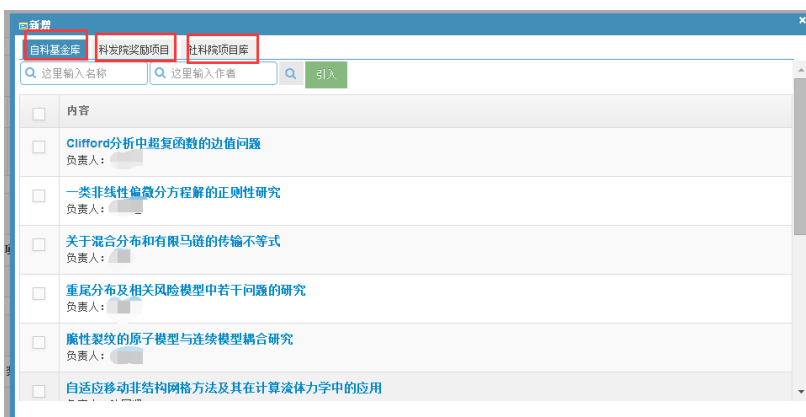 新增
自科基金库 科发院奖励项目 社科院项目库
这里输入名称 这里输入作者 引入
内容
Clifford分析中超复函数的边值问题
负责人：
一类非线性偏微分方程解的正则性研究
负责人：
关于混合分布和有限马链的传输不等式
负责人：
重尾分布及相关风险模型中若干问题的研究
负责人：
脆性裂纹的原子模型与连续模型耦合研究
负责人：
自适应移动非结构网格方法及其在计算流体力学中的应用